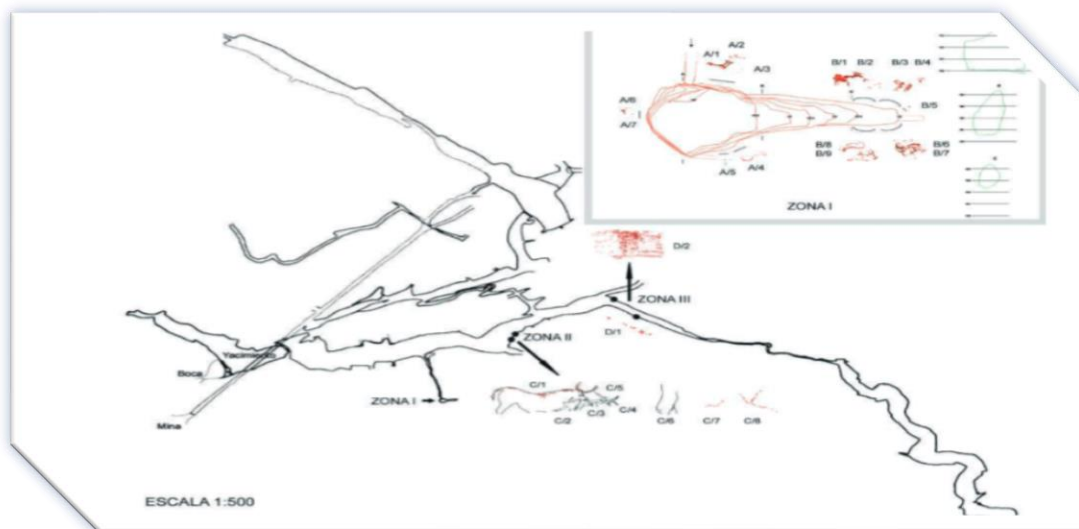 A/1 A/2
A/3
A/6
A/7
A/5 A/4
B/1 B/2 B/3 B/4
B/5
B/8 B/6
B/9 B/7
ZONA I
D/2
ZONA III
D/1
ZONA II
Yacimiento
Boca
Mina
ZONA I
C/1 C/5
C/4
C/3
C/2
C/6 C/7 C/8
ESCALA 1:500